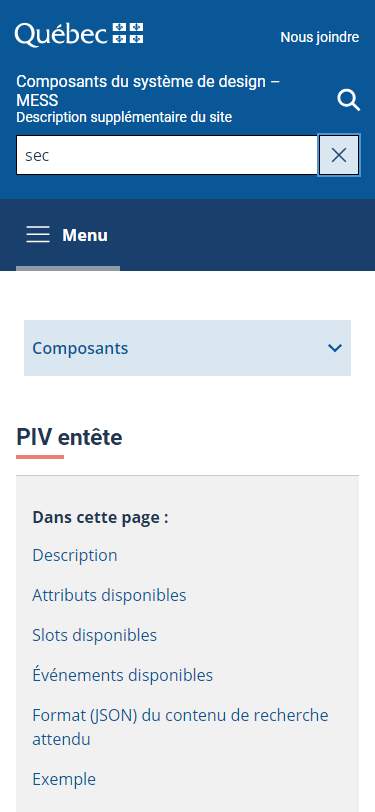 Québec
Nous joindre
Composants du système de design –
MESS
Description supplémentaire du site
sec
Menu
Composants
PIV entête
Dans cette page :
Description
Attributs disponibles
Slots disponibles
Événements disponibles
Format (JSON) du contenu de recherche
attendu
Exemple